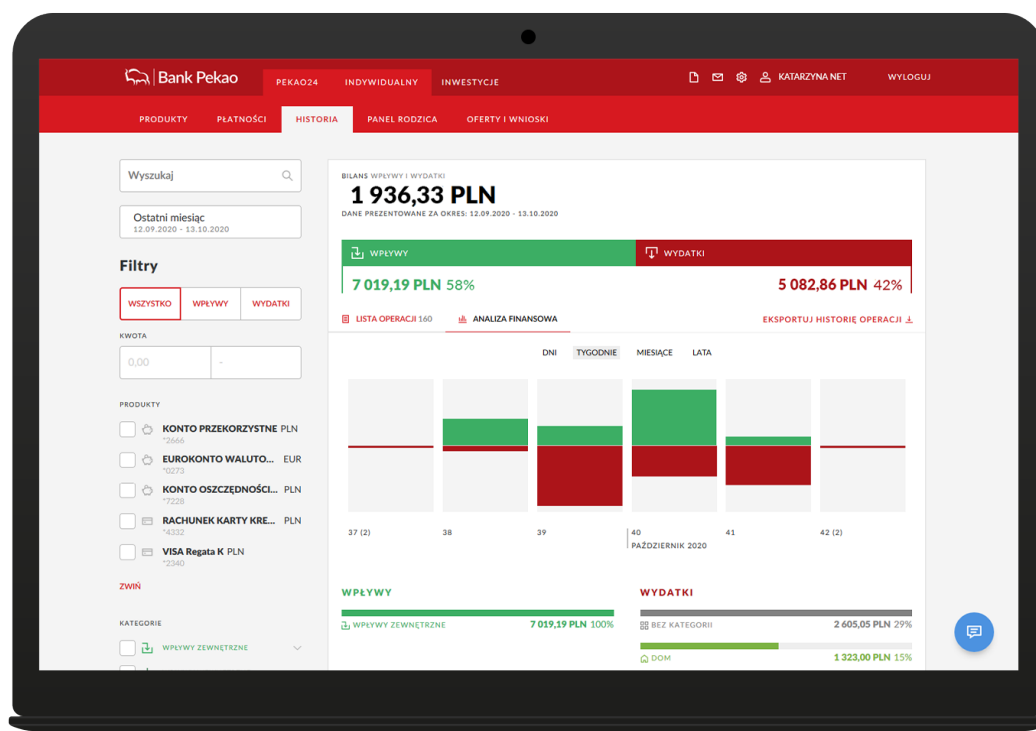 Bank Pekao PEKAO24 INDYWIDUALNY INWESTYCJE KATARZYNA NET WYLOGUJ
PRODUKTY PŁATNOŚCI HISTORIA PANEL RODZICA OFERTY I WNIOSKI
Wyszukaj
Ostatni miesiąc
12.09.2020 - 13.10.2020
Filtry
WSZYSTKO WPŁYWY WYDATKI
KWOTA
0,00 -
PRODUKTY
KONTO PRZEKORZYSTNE PLN
*2666
EUROKONTO WALUTO... EUR
*0273
KONTO OSZCZĘDNOŚCI... PLN
*7228
RACHUNEK KARTY KRE... PLN
*4332
VISA Regata K PLN
*2340
ZWIŃ
KATEGORIE
WPŁYWY ZEWNĘTRZNE
BILANS WPŁYWY I WYDATKI
1 936,33 PLN
DANE PREZENTOWANE ZA OKRES: 12.09.2020 - 13.10.2020
WPŁYWY WYDATKI
7 019,19 PLN 58% 5 082,86 PLN 42%
LISTA OPERACJI 160 ANALIZA FINANSOWA EKSPORTUJ HISTORIĘ OPERACJI
DNI TYGODNIE MIESIĄCE LATA
37 (2) 38 39 40 41 42 (2)
PAŹDZIERNIK 2020
WPŁYWY
WPŁYWY ZEWNĘTRZNE 7 019,19 PLN 100%
WYDATKI
BEZ KATEGORII 2 605,05 PLN 29%
DOM 1 323,00 PLN 15%